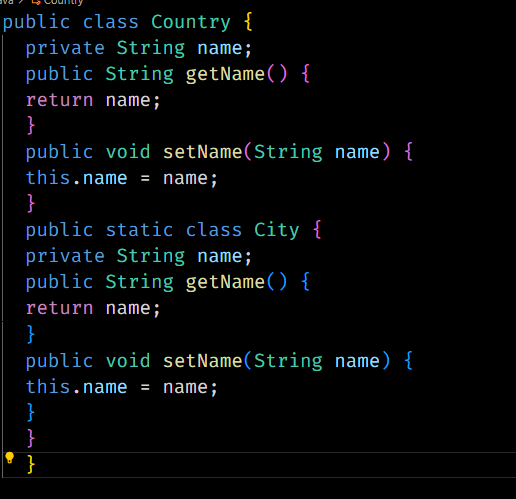 Country
public class Country {
private String name;
public String getName() {
return name;
}
public void setName(String name) {
this.name = name;
}
public static class City {
private String name;
public String getName() {
return name;
}
public void setName(String name) {
this.name = name;
}
}
}